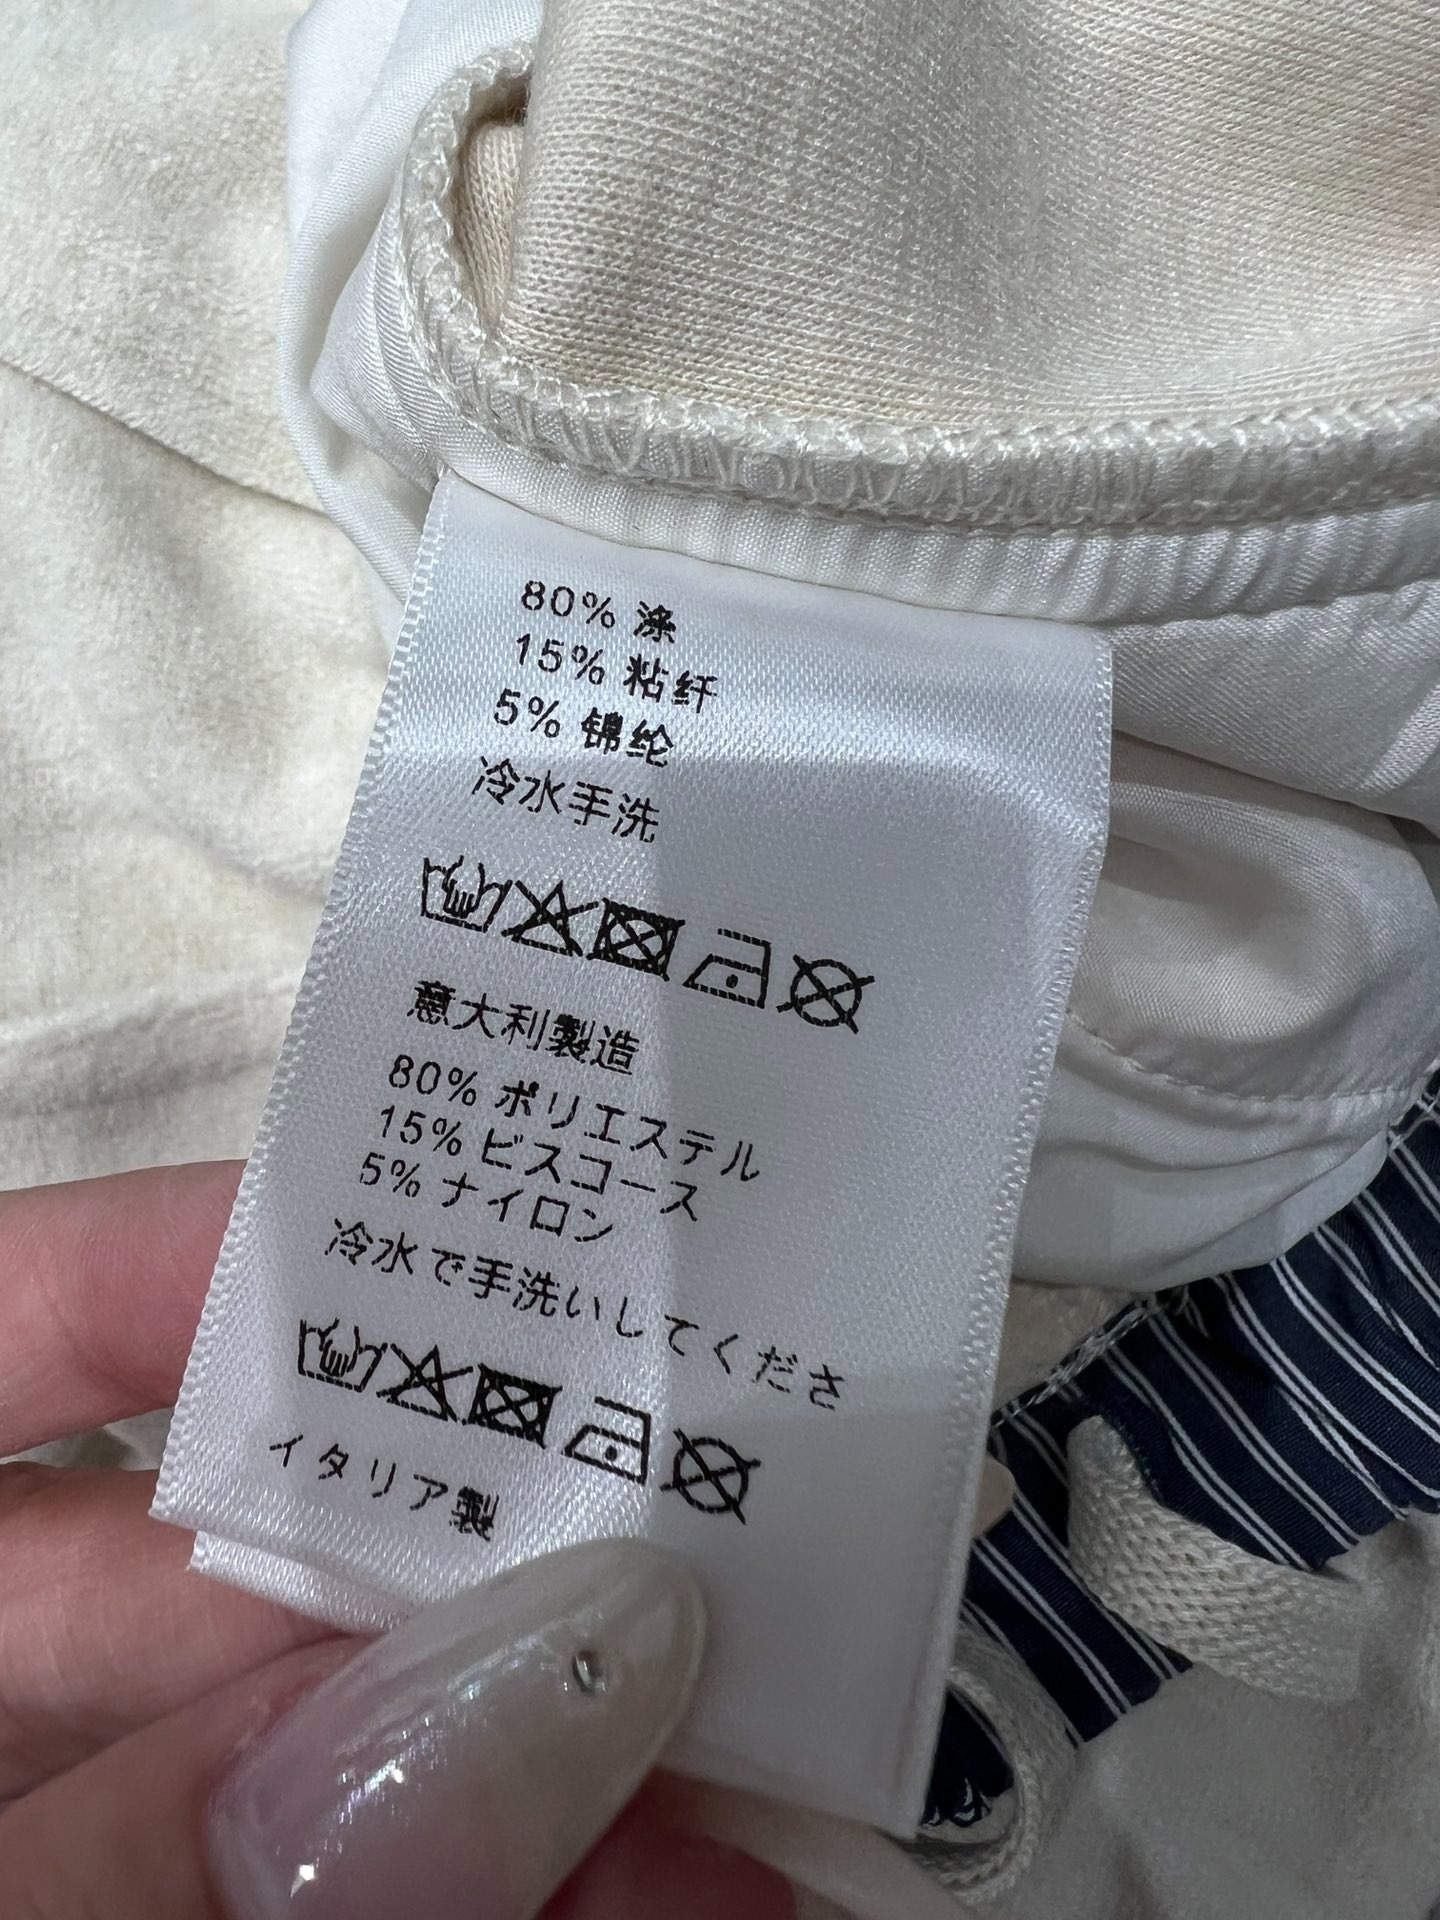 80% 涤
15% 粘纤
5% 锦纶
冷水手洗
意大利製造
80% ポリエステル
15% ビスコース
5% ナイロン
冷水で手洗いしてくださ
イタリア製